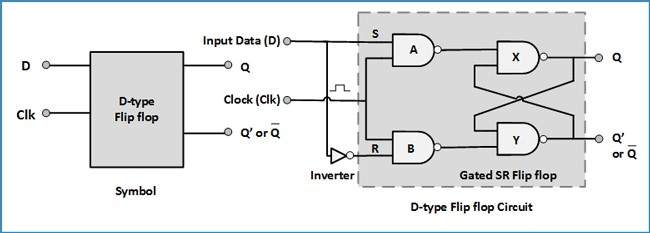 D
Clk
D-type
Flip flop
Q
Q' or Q̅
Symbol
Input Data (D)
Clock (Clk)
Inverter
S
R
A
B
X
Y
Gated SR Flip flop
Q
Q'
or Q̅
D-type Flip flop Circuit